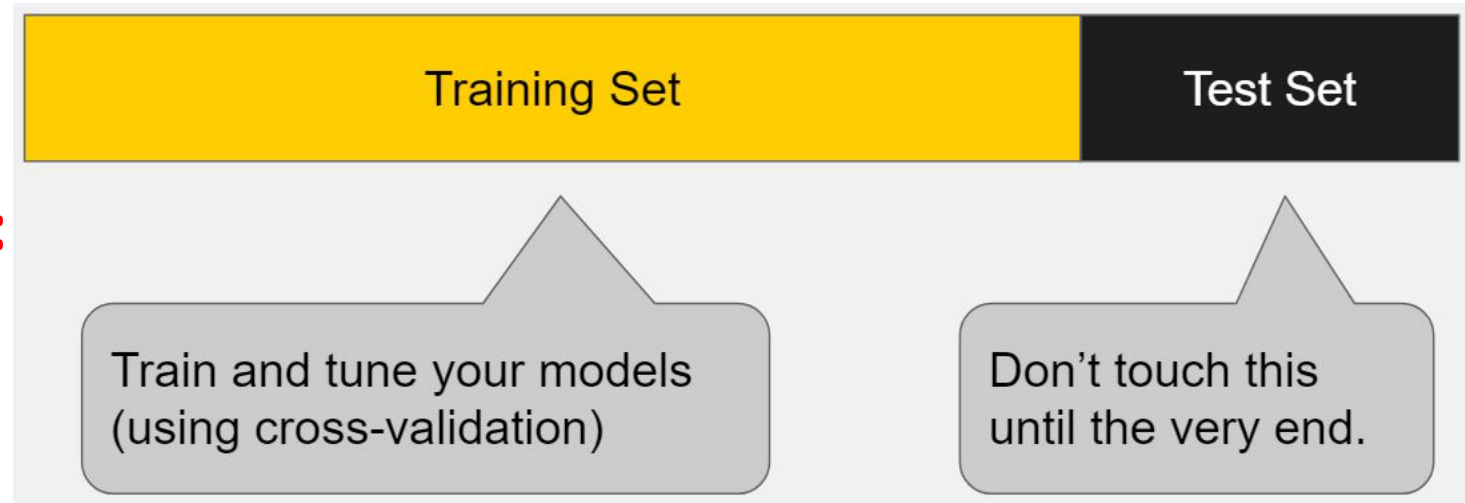 Training Set
Test Set
:
Train and tune your models
(using cross-validation)
Don’t touch this
until the very end.